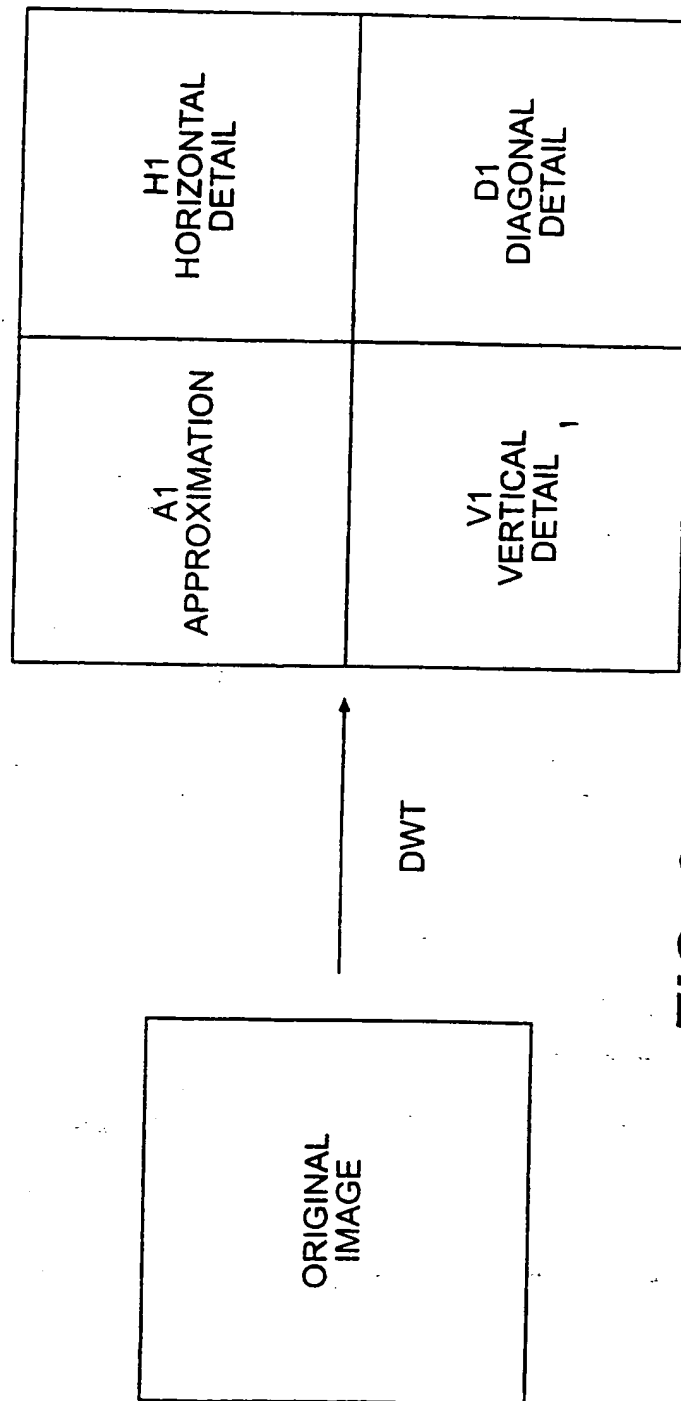 ORIGINAL
IMAGE
DWT
A1
APPROXIMATION
H1
HORIZONTAL
DETAIL
V1
VERTICAL
DETAIL
D1
DIAGONAL
DETAIL